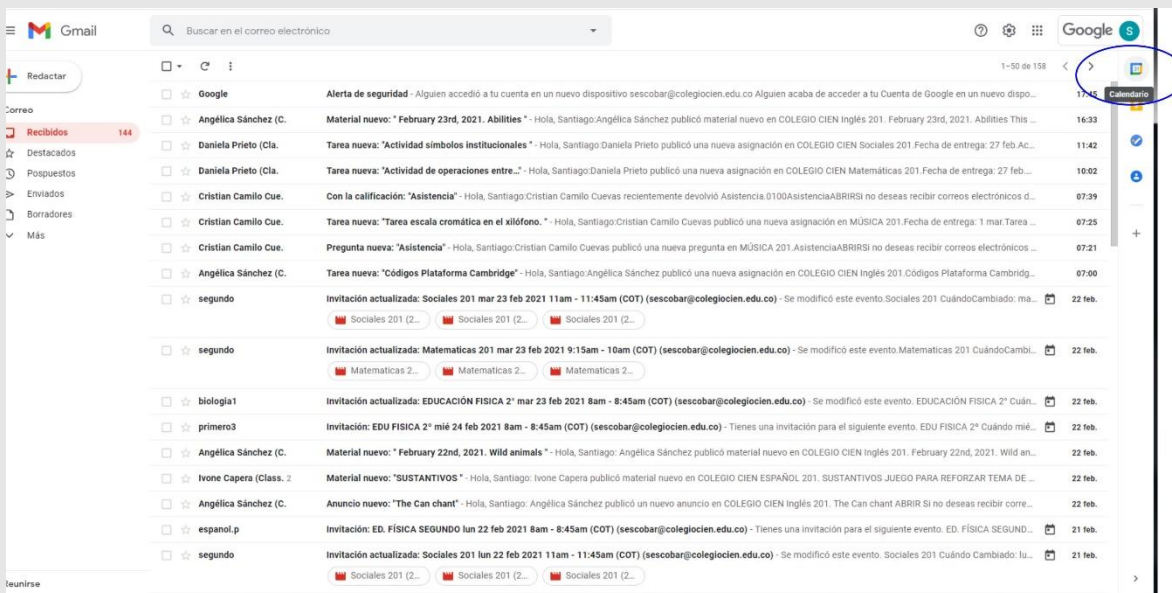 Gmail
Buscar en el correo electrónico
Google S
1–50 de 158
Calendario
Redactar
Correo
Recibidos 144
Destacados
Pospuestos
Enviados
Borradores
Más
Google Alerta de seguridad - Alguien accedió a tu cuenta en un nuevo dispositivo sescobar@colegiocien.edu.co Alguien acaba de acceder a tu Cuenta de Google en un nuevo dispo... 17:45
Angélica Sánchez (C. Material nuevo: " February 23rd, 2021. Abilities " - Hola, Santiago:Angélica Sánchez publicó material nuevo en COLEGIO CIEN Inglés 201. February 23rd, 2021. Abilities This ... 16:33
Daniela Prieto (Cla. Tarea nueva: "Actividad símbolos institucionales " - Hola, Santiago:Daniela Prieto publicó una nueva asignación en COLEGIO CIEN Sociales 201.Fecha de entrega: 27 feb.Ac... 11:42
Daniela Prieto (Cla. Tarea nueva: "Actividad de operaciones entre…" - Hola, Santiago:Daniela Prieto publicó una nueva asignación en COLEGIO CIEN Matemáticas 201.Fecha de entrega: 27 feb.... 10:02
Cristian Camilo Cue. Con la calificación: "Asistencia" - Hola, Santiago:Cristian Camilo Cuevas recientemente devolvió Asistencia.0100AsistenciaABRIRSi no deseas recibir correos electrónicos d... 07:39
Cristian Camilo Cue. Tarea nueva: "Tarea escala cromática en el xilófono. " - Hola, Santiago:Cristian Camilo Cuevas publicó una nueva asignación en MÚSICA 201.Fecha de entrega: 1 mar.Tarea ... 07:25
Cristian Camilo Cue. Pregunta nueva: "Asistencia" - Hola, Santiago:Cristian Camilo Cuevas publicó una nueva pregunta en MÚSICA 201.AsistenciaABRIRSi no deseas recibir correos electrónicos ... 07:21
Angélica Sánchez (C. Tarea nueva: "Códigos Plataforma Cambridge" - Hola, Santiago:Angélica Sánchez publicó una nueva asignación en COLEGIO CIEN Inglés 201.Códigos Plataforma Cambridg... 07:00
segundo Invitación actualizada: Sociales 201 mar 23 feb 2021 11am - 11:45am (COT) (sescobar@colegiocien.edu.co) - Se modificó este evento.Sociales 201 CuándoCambiado: ma... 22 feb.
Sociales 201 (2... Sociales 201 (2... Sociales 201 (2...
segundo Invitación actualizada: Matematicas 201 mar 23 feb 2021 9:15am - 10am (COT) (sescobar@colegiocien.edu.co) - Se modificó este evento.Matematicas 201 CuándoCambi... 22 feb.
Matematicas 2... Matematicas 2... Matematicas 2...
biologia1 Invitación actualizada: EDUCACIÓN FISICA 2° mar 23 feb 2021 8am - 8:45am (COT) (sescobar@colegiocien.edu.co) - Se modificó este evento. EDUCACIÓN FISICA 2° Cuán... 22 feb.
primero3 Invitación: EDU FISICA 2º mié 24 feb 2021 8am - 8:45am (COT) (sescobar@colegiocien.edu.co) - Tienes una invitación para el siguiente evento. EDU FISICA 2º Cuándo mié... 22 feb.
Angélica Sánchez (C. Material nuevo: " February 22nd, 2021. Wild animals " - Hola, Santiago: Angélica Sánchez publicó material nuevo en COLEGIO CIEN Inglés 201. February 22nd, 2021. Wild an... 22 feb.
Ivone Capera (Class. 2 Material nuevo: "SUSTANTIVOS " - Hola, Santiago: Ivone Capera publicó material nuevo en COLEGIO CIEN ESPAÑOL 201. SUSTANTIVOS JUEGO PARA REFORZAR TEMA DE ... 22 feb.
Angélica Sánchez (C. Anuncio nuevo: "The Can chant" - Hola, Santiago: Angélica Sánchez publicó un nuevo anuncio en COLEGIO CIEN Inglés 201. The Can chant ABRIR Si no deseas recibir corre... 22 feb.
espanol.p Invitación: ED. FÍSICA SEGUNDO lun 22 feb 2021 8am - 8:45am (COT) (sescobar@colegiocien.edu.co) - Tienes una invitación para el siguiente evento. ED. FÍSICA SEGUND... 21 feb.
segundo Invitación actualizada: Sociales 201 lun 22 feb 2021 11am - 11:45am (COT) (sescobar@colegiocien.edu.co) - Se modificó este evento. Sociales 201 Cuándo Cambiado: lu... 21 feb.
Sociales 201 (2... Sociales 201 (2... Sociales 201 (2...
Reunirse